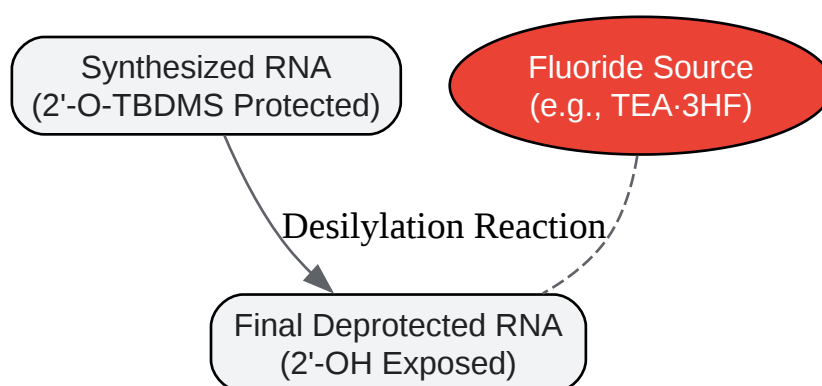 Synthesized RNA
(2'-O-TBDMS Protected)
Fluoride Source
(e.g., TEA·3HF)
Desilylation Reaction
Final Deprotected RNA
(2'-OH Exposed)